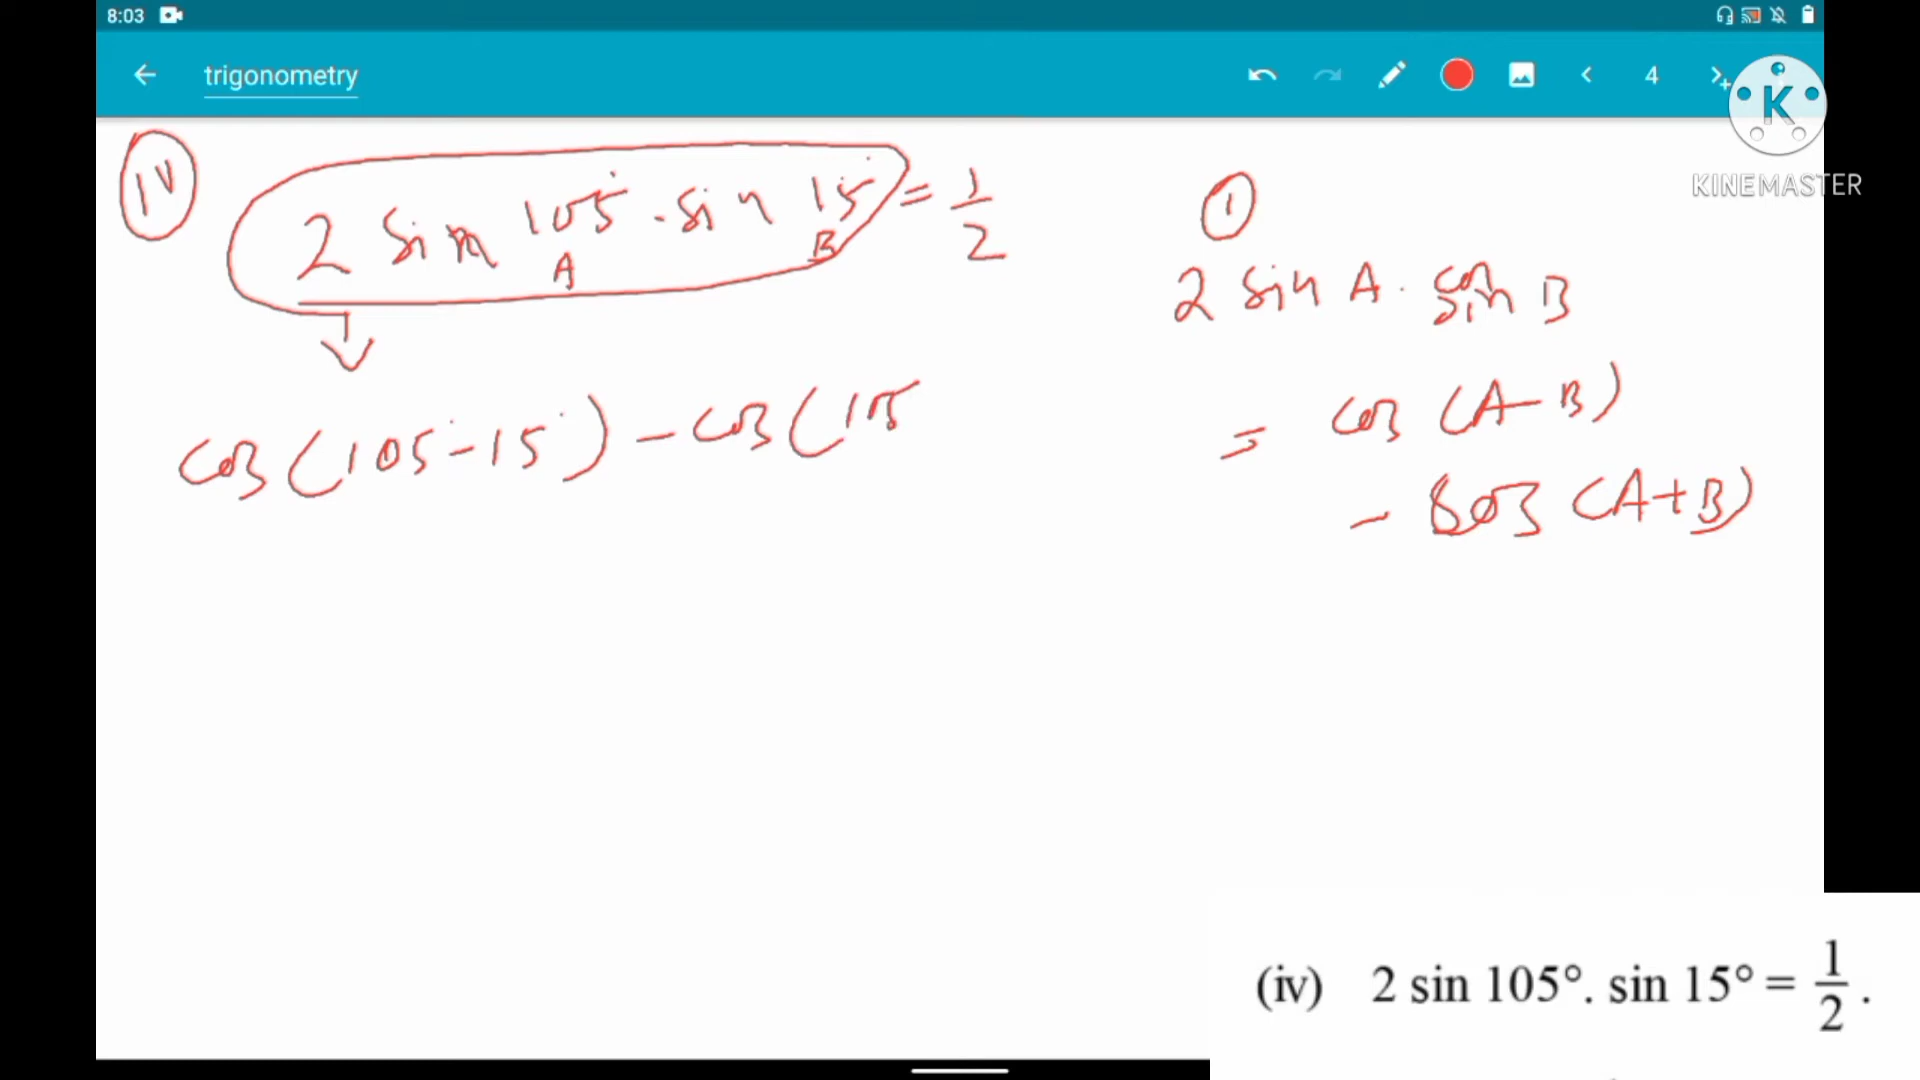 8:03
trigonometry
4
K
KINEMASTER
iv
2 sin 105° . sin 15° = 1/2
A B
cos (105° - 15°) - cos (105
①
2 sin A . sin B
= cos (A - B)
- cos (A + B)
(iv) 2 sin 105°. sin 15° = 1/2 .